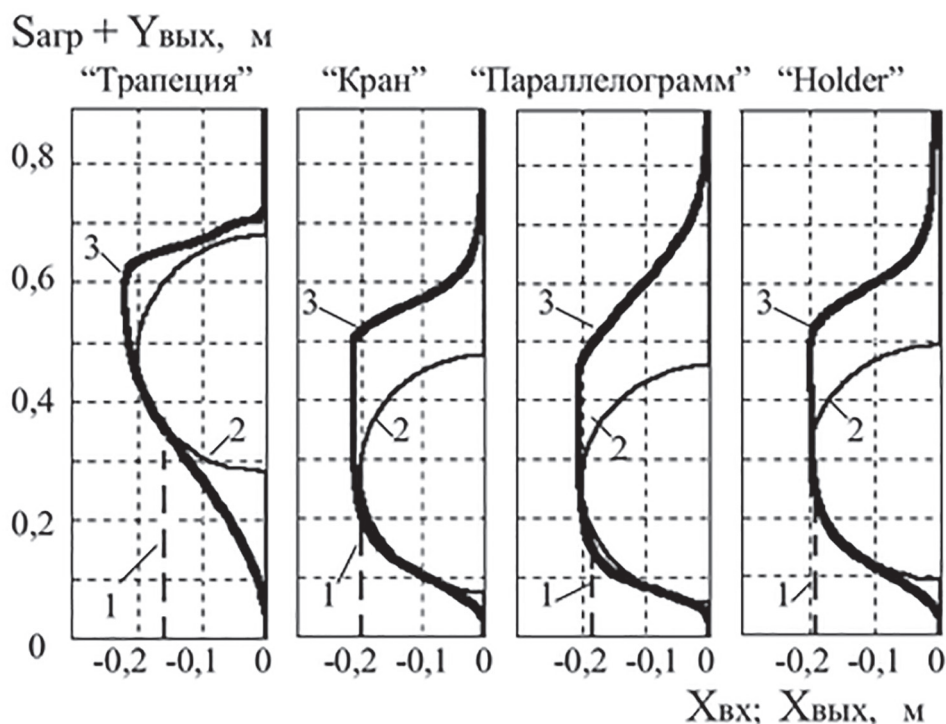 Sагр + Yвых, м
“Трапеция” “Кран” “Параллелограмм” “Holder”
0,8
3 3 3 3
0,6
0,4
2 2 2 2
0,2
1 1 1 1
0
-0,2 -0,1 0 -0,2 -0,1 0 -0,2 -0,1 0 -0,2 -0,1 0
Xвх; Xвых, м